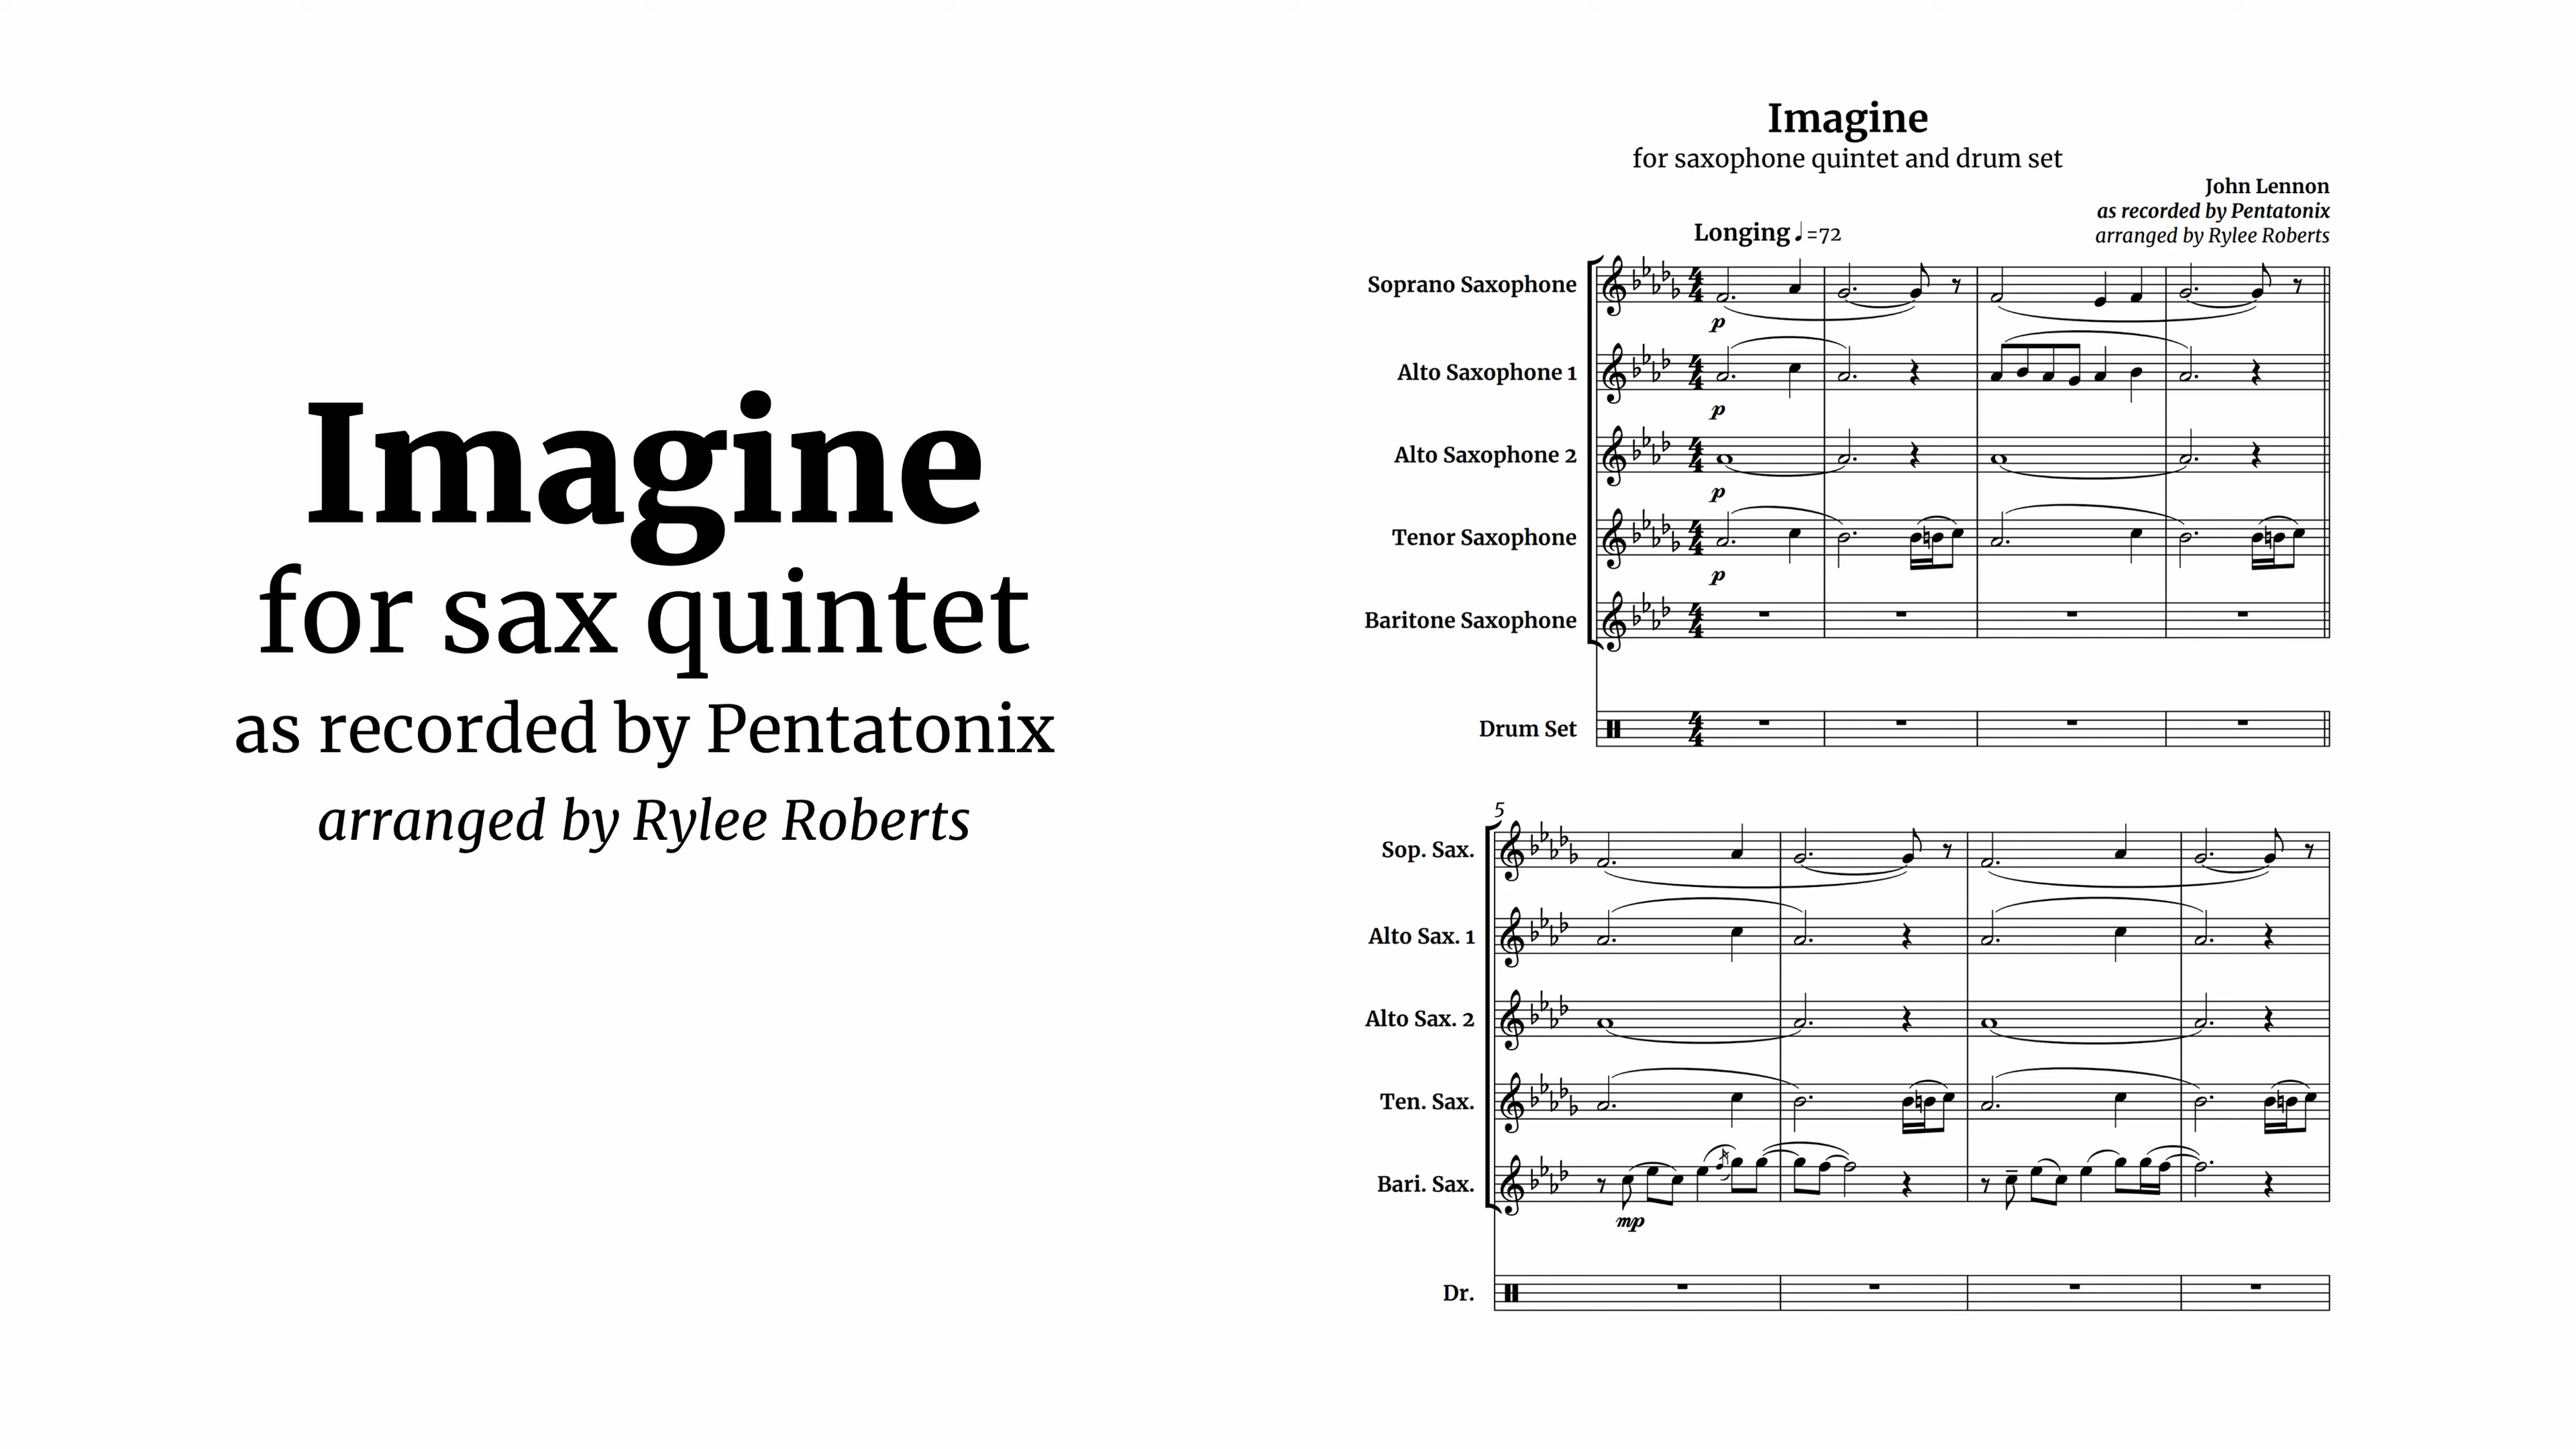 Imagine
for sax quintet
as recorded by Pentatonix
arranged by Rylee Roberts
Imagine
for saxophone quintet and drum set
John Lennon
as recorded by Pentatonix
arranged by Rylee Roberts
Longing ♩=72
Soprano Saxophone
p
Alto Saxophone 1
p
Alto Saxophone 2
p
Tenor Saxophone
p
Baritone Saxophone
Drum Set
5
Sop. Sax.
Alto Sax. 1
Alto Sax. 2
Ten. Sax.
Bari. Sax.
mp
Dr.